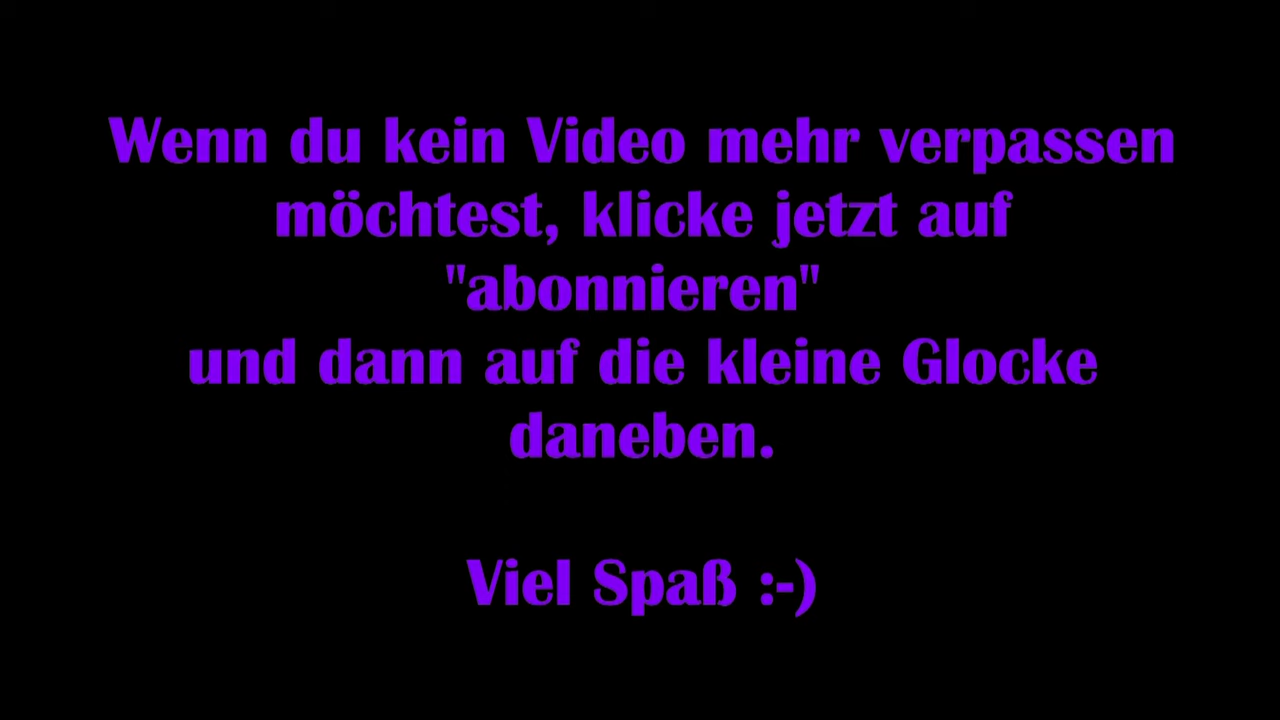 Wenn du kein Video mehr verpassen
möchtest, klicke jetzt auf
"abonnieren"
und dann auf die kleine Glocke
daneben.
Viel Spaß :-)